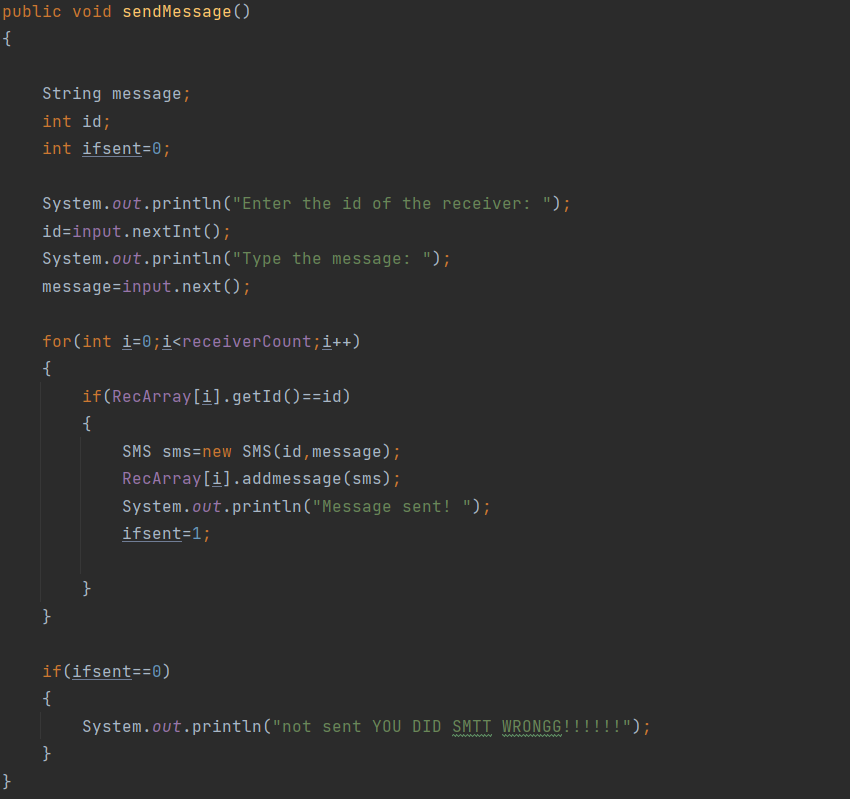 public void sendMessage()
{
String message;
int id;
int ifsent=0;
System.out.println("Enter the id of the receiver: ");
id=input.nextInt();
System.out.println("Type the message: ");
message=input.next();
for(int i=0;i<receiverCount;i++)
{
if(RecArray[i].getId()==id)
{
SMS sms=new SMS(id,message);
RecArray[i].addmessage(sms);
System.out.println("Message sent! ");
ifsent=1;
}
}
if(ifsent==0)
{
System.out.println("not sent YOU DID SMTT WRONGG!!!!!!");
}
}